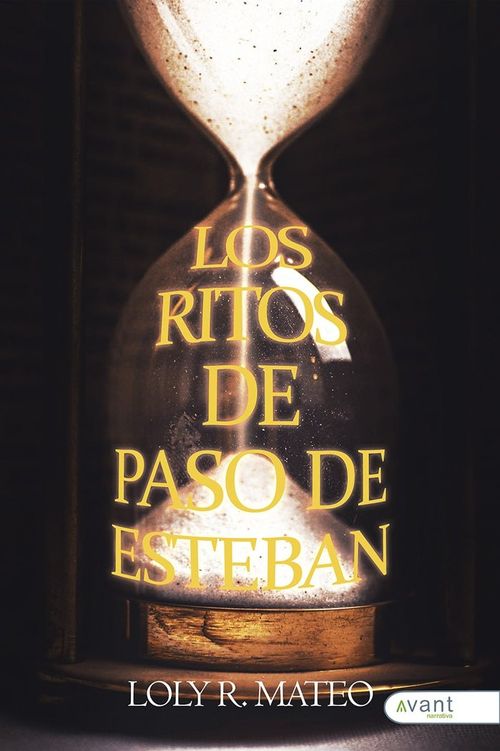 LOS
RITOS
DE
PASO DE
ESTEBAN
LOLY R. MATEO
avant
narrativa